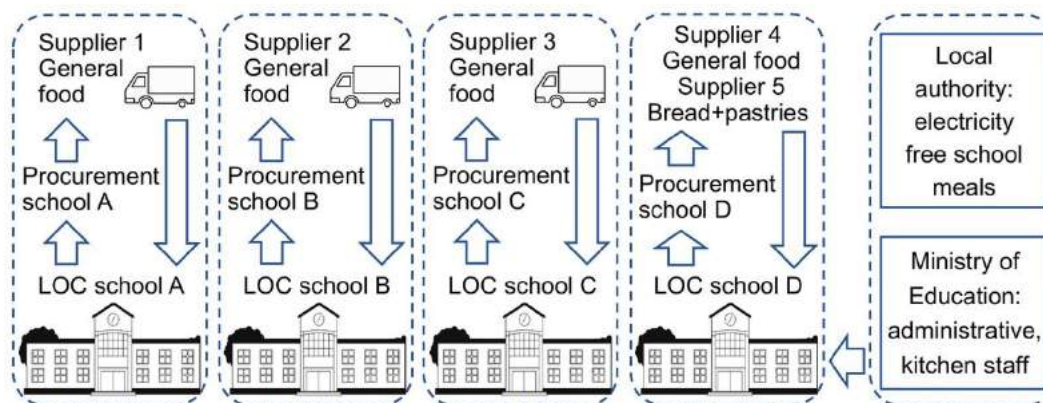 Supplier 1
General
food
Procurement
school A
LOC school A
Supplier 2
General
food
Procurement
school B
LOC school B
Supplier 3
General
food
Procurement
school C
LOC school C
Supplier 4
General food
Supplier 5
Bread+pastries
Procurement
school D
LOC school D
Local
authority:
electricity
free school
meals
Ministry of
Education:
administrative,
kitchen staff